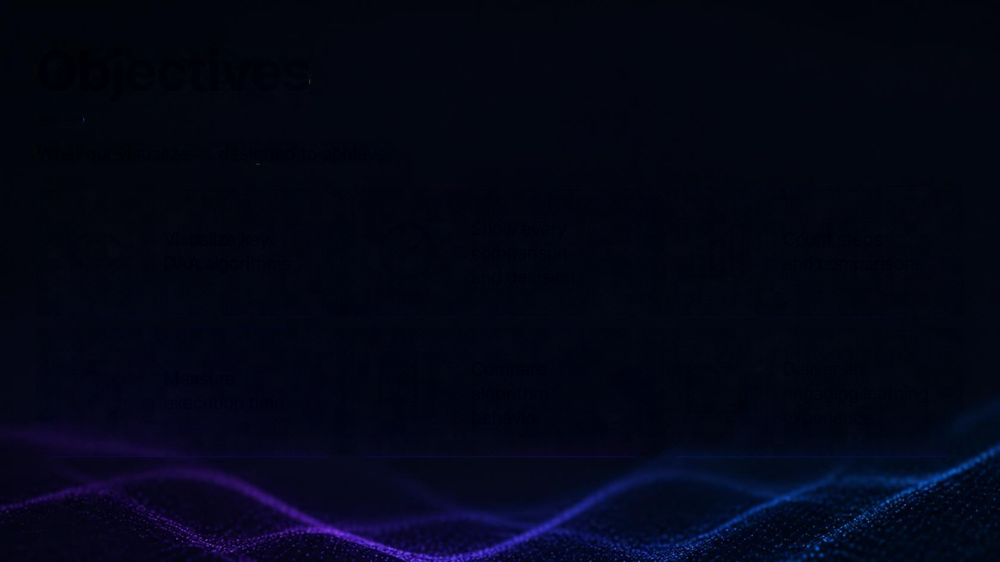 Objectives
What our visualizer is designed to achieve.
Visualize key
DAA algorithms
Show every
comparison
and decision
Count steps
and comparisons
Measure
execution time
Compare
algorithm
behavior
Deliver an
engaging learning
experience